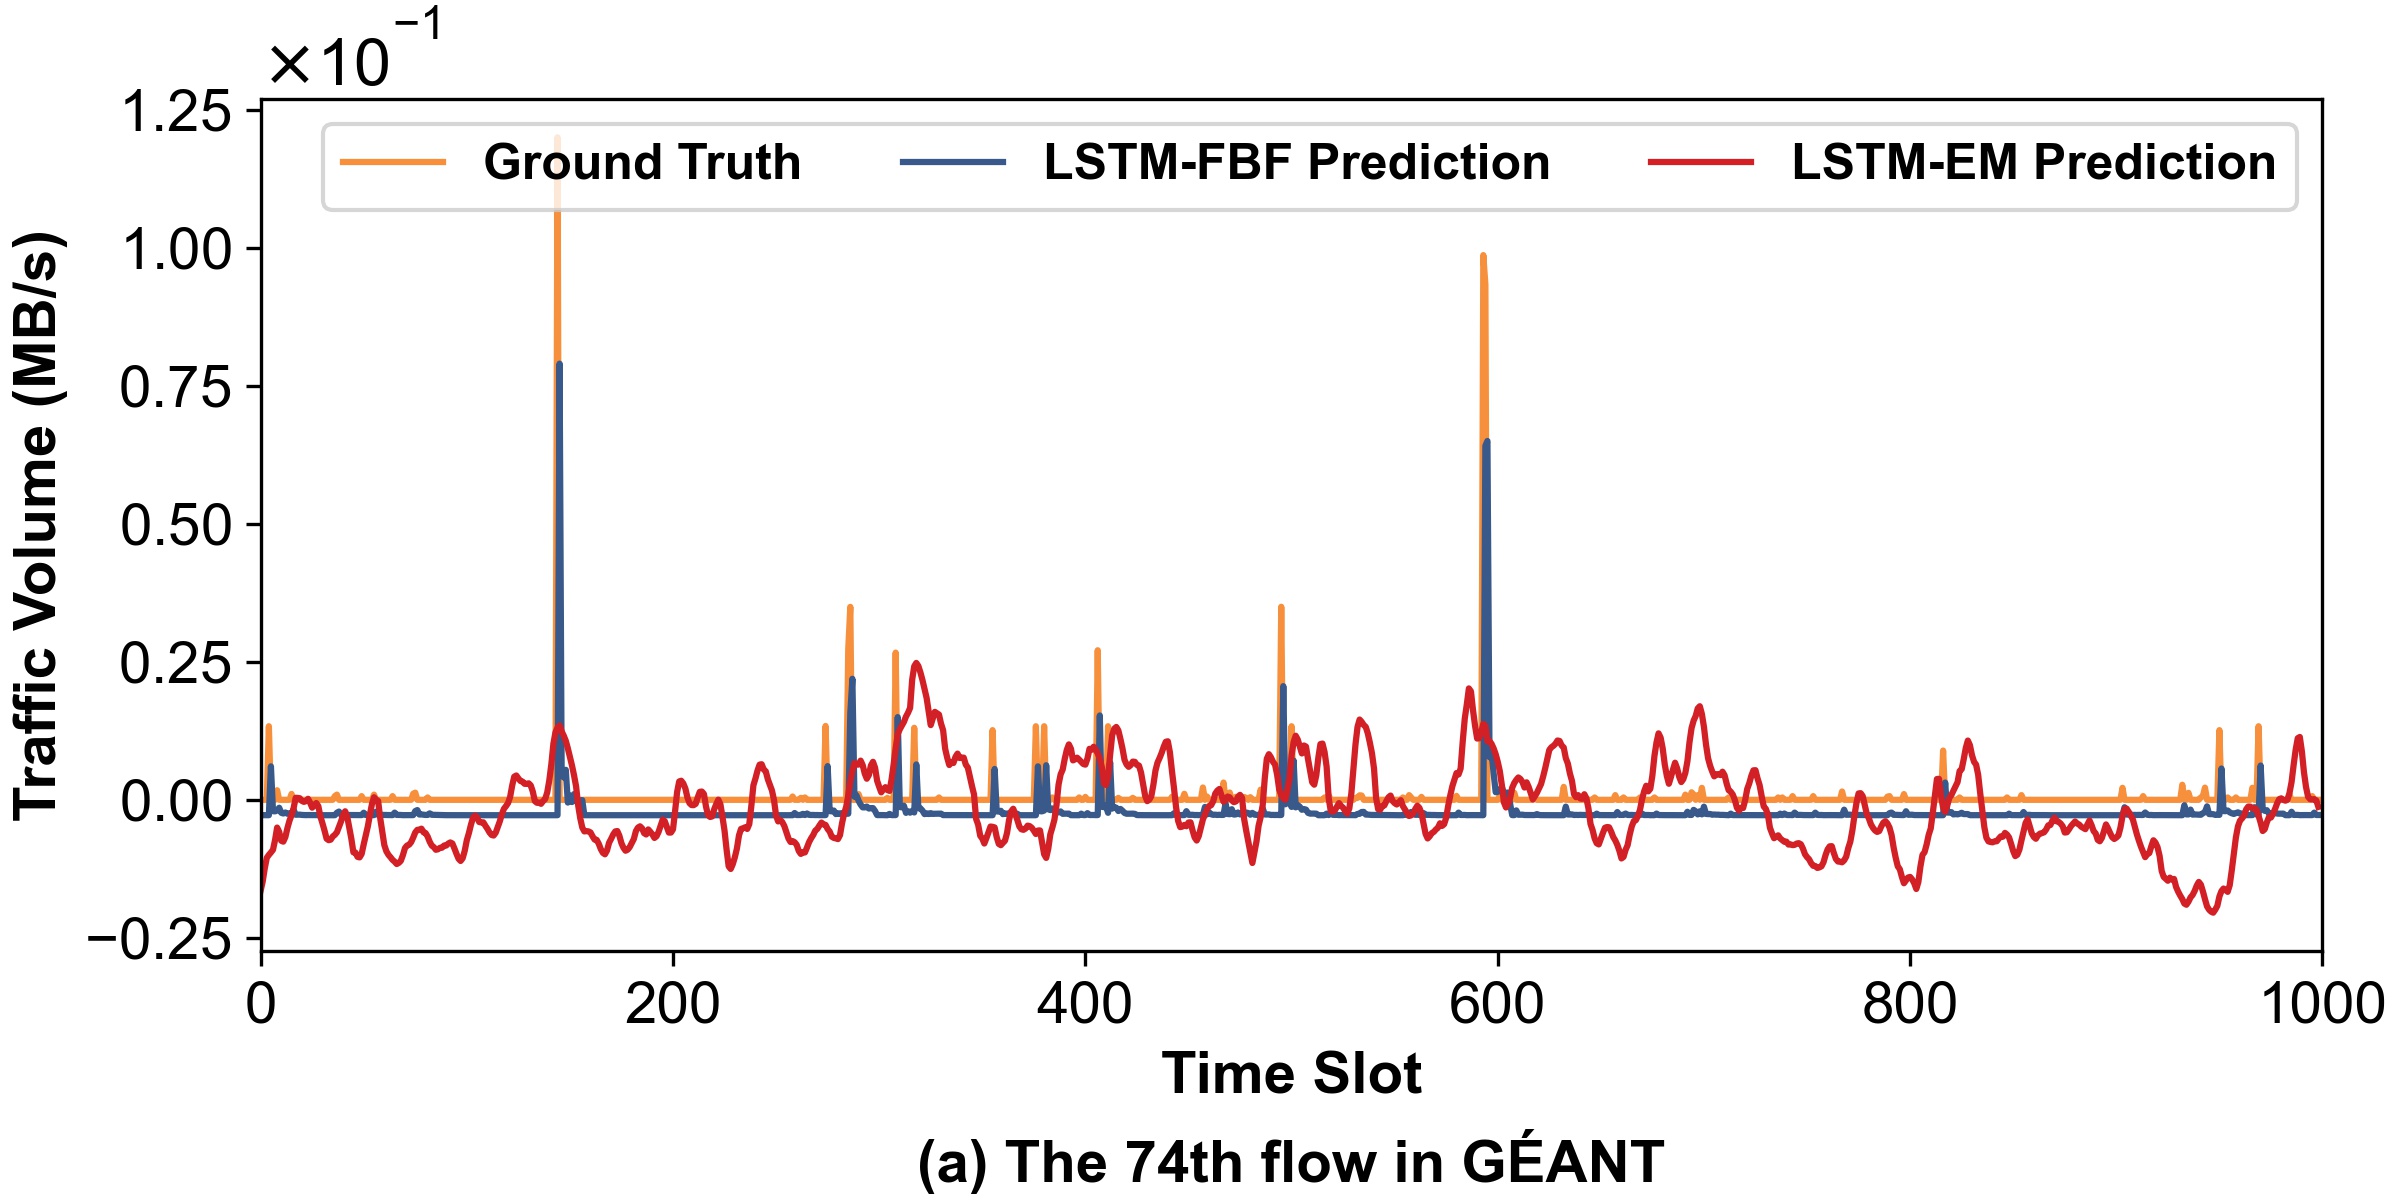 ×10⁻¹
1.25
1.00
0.75
0.50
0.25
0.00
−0.25
Traffic Volume (MB/s)
Ground Truth LSTM-FBF Prediction LSTM-EM Prediction
0 200 400 600 800 1000
Time Slot
(a) The 74th flow in GÉANT